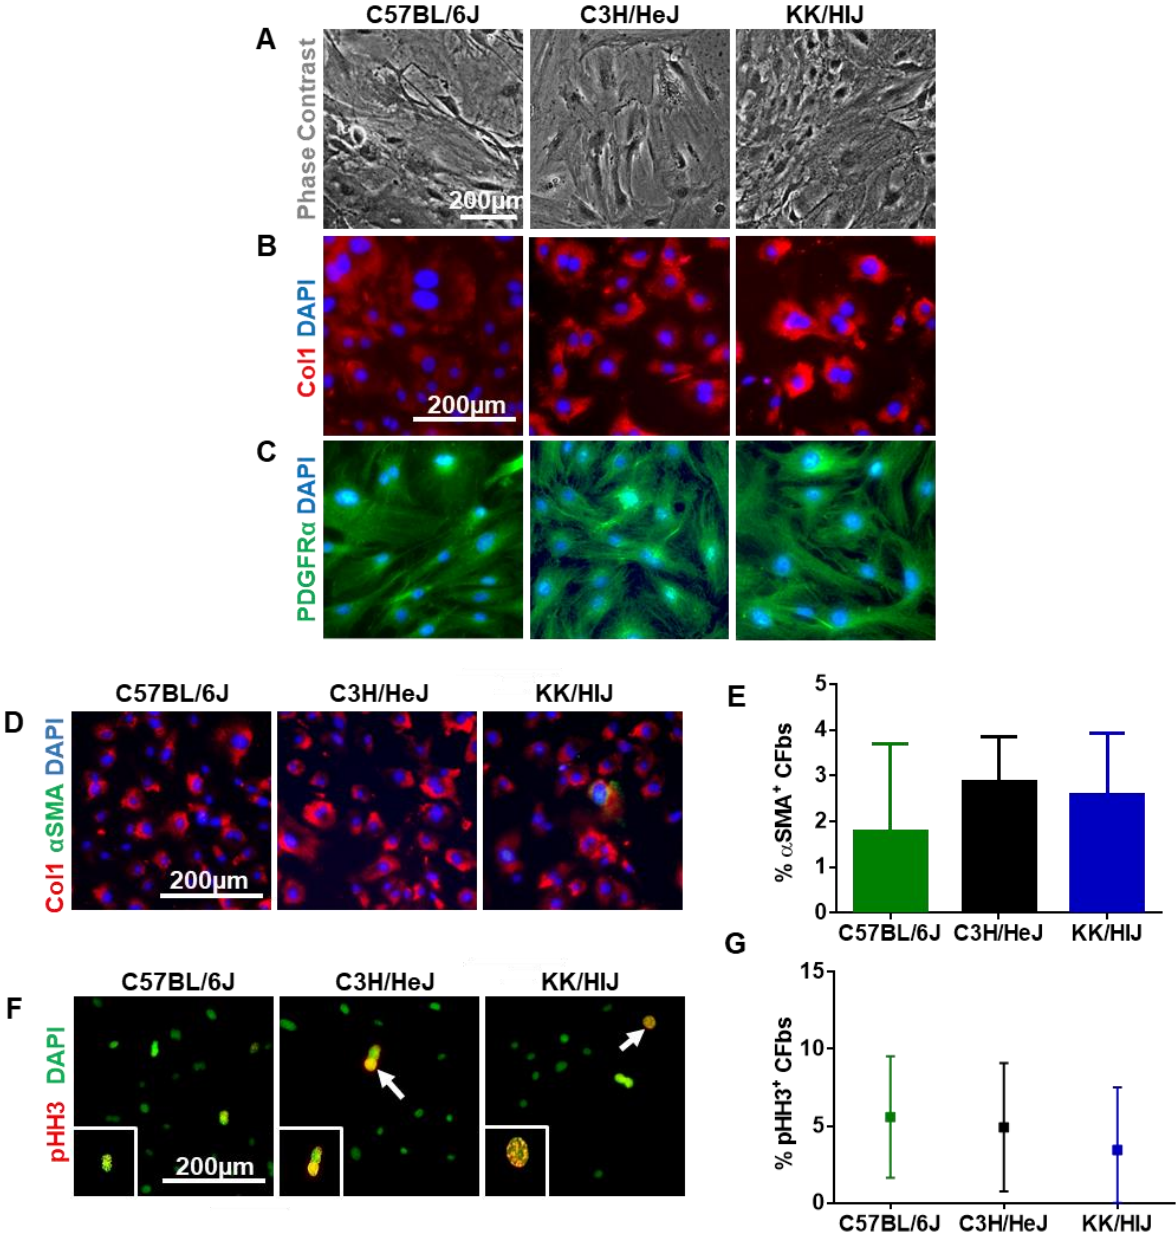 C57BL/6J C3H/HeJ KK/HIJ
A
Phase Contrast
200µm
B
Col1 DAPI
200µm
C
PDGFRα DAPI
C57BL/6J C3H/HeJ KK/HIJ
D
Col1 αSMA DAPI
200µm
E
% αSMA⁺ CFbs
5
4
3
2
1
0
C57BL/6J C3H/HeJ KK/HIJ
C57BL/6J C3H/HeJ KK/HIJ
F
pHH3 DAPI
200µm
G
% pHH3⁺ CFbs
15
10
5
0
C57BL/6J C3H/HeJ KK/HIJ